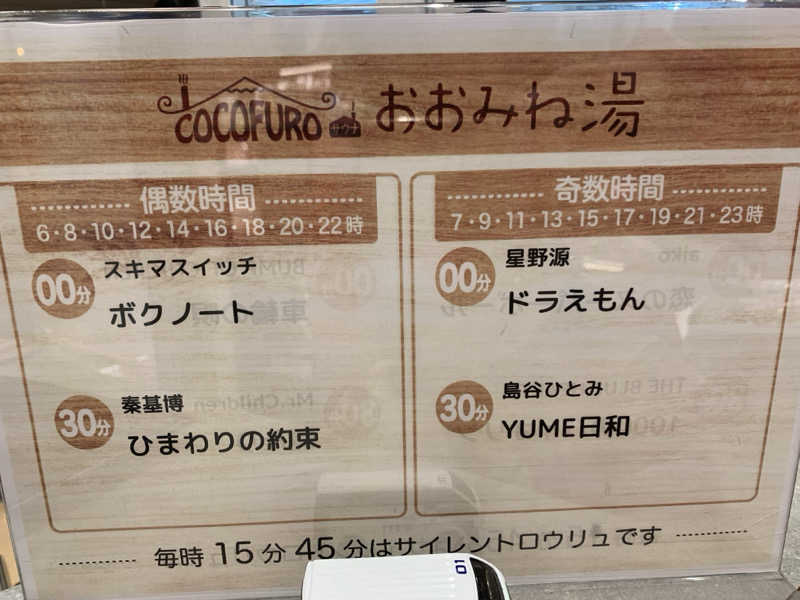 COCOFURO サウナ おおみね湯
偶数時間
6・8・10・12・14・16・18・20・22時
00分 スキマスイッチ
ボクノート
30分 秦基博
ひまわりの約束
奇数時間
7・9・11・13・15・17・19・21・23時
00分 星野源
ドラえもん
30分 島谷ひとみ
YUME日和
毎時 15分 45分はサイレントロウリュです
01